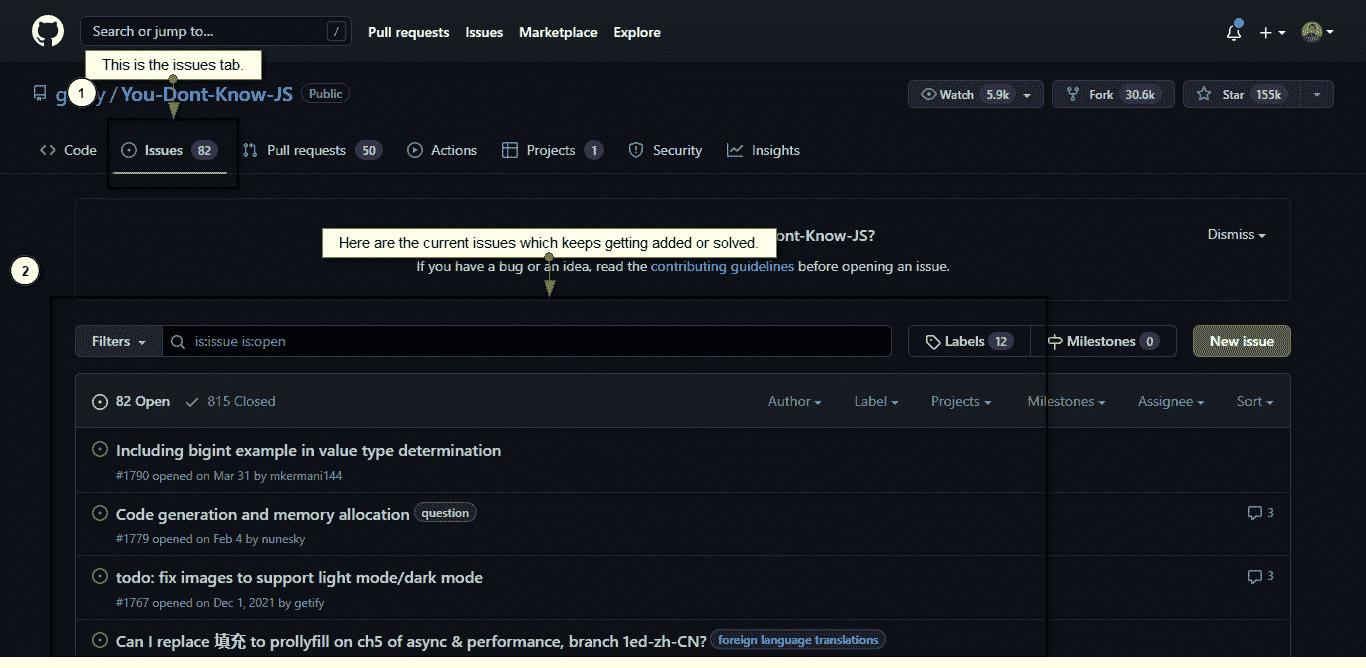 Search or jump to... /
Pull requests Issues Marketplace Explore
This is the issues tab.
1
/ You-Dont-Know-JS Public
Watch 5.9k Fork 30.6k Star 155k
Code Issues 82 Pull requests 50 Actions Projects 1 Security Insights
Here are the current issues which keeps getting added or solved.
ont-Know-JS?
Dismiss
2
If you have a bug or an idea, read the contributing guidelines before opening an issue.
Filters is:issue is:open Labels 12 Milestones 0 New issue
82 Open 815 Closed Author Label Projects Milestones Assignee Sort
Including bigint example in value type determination
#1790 opened on Mar 31 by mkermani144
Code generation and memory allocation question 3
#1779 opened on Feb 4 by nunesky
todo: fix images to support light mode/dark mode 3
#1767 opened on Dec 1, 2021 by getify
Can I replace 填充 to prollyfill on ch5 of async & performance, branch 1ed-zh-CN? foreign language translations